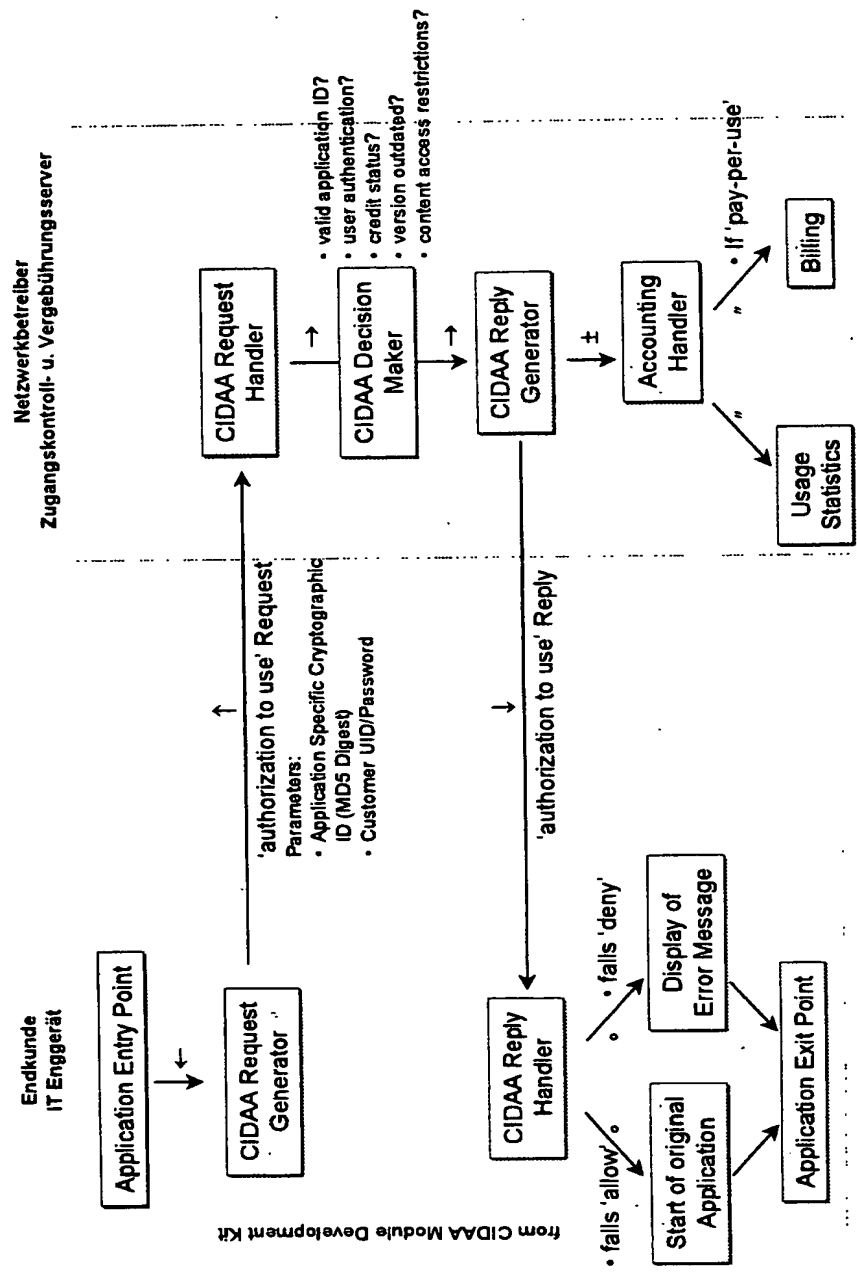 Endkunde
IT Enggerät
Netzwerkbetreiber
Zugangskontroll- u. Vergebührungsserver
Application Entry Point
←
CIDAA Request
Generator
↑
'authorization to use' Request
Parameters:
• Application Specific Cryptographic
ID (MD5 Digest)
• Customer UID/Password
CIDAA Request
Handler
→
• valid application ID?
• user authentication?
• credit status?
• version outdated?
• content access restrictions?
CIDAA Decision
Maker
→
CIDAA Reply
Generator
↓
'authorization to use' Reply
±
Accounting
Handler
• If 'pay-per-use'
"
"
Usage
Statistics
Billing
from CIDAA Module Development Kit
CIDAA Reply
Handler
• falls 'allow'
°
°
• falls 'deny'
Start of original
Application
Display of
Error Message
Application Exit Point